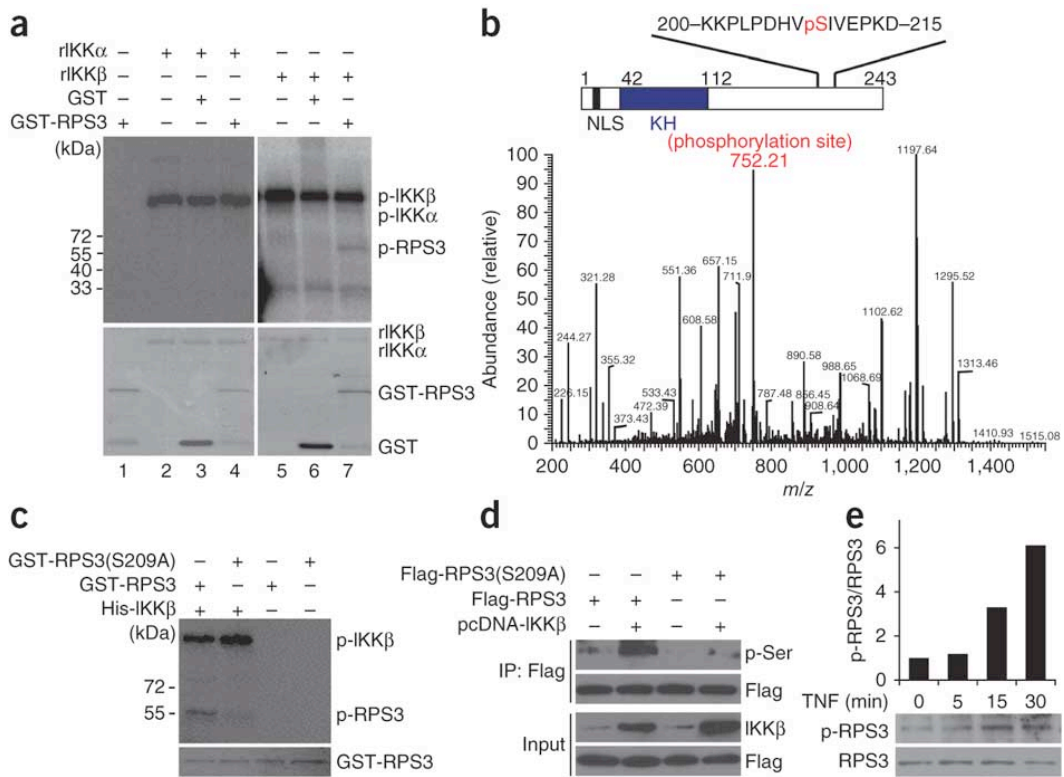 a
rIKKα – + + + – – –
rIKKβ – – – – + + +
GST – – + – – + –
GST-RPS3 + – – + – – +
(kDa)
p-IKKβ
p-IKKα
72
p-RPS3
55
40
33
rIKKβ
rIKKα
GST-RPS3
GST
1 2 3 4 5 6 7
b
200–KKPLPDHVpSIVEPKD–215
1 42 112 243
NLS KH
(phosphorylation site)
752.21
Abundance (relative)
100
90
80
70
60
50
40
30
20
10
0
226.15
244.27
321.28
355.32
373.43
472.39
533.43
551.36
608.58
657.15
711.9
787.48
856.45
890.58
908.64
988.65
1068.69
1102.62
1197.64
1295.52
1313.46
1410.93
1515.08
200 400 600 800 1,000 1,200 1,400
m/z
c
GST-RPS3(S209A) – + – +
GST-RPS3 + – + –
His-IKKβ + + – –
(kDa)
p-IKKβ
72
55
p-RPS3
GST-RPS3
d
Flag-RPS3(S209A) – – + +
Flag-RPS3 + + – –
pcDNA-IKKβ – + – +
IP: Flag
p-Ser
Flag
Input
IKKβ
Flag
e
p-RPS3/RPS3
6
4
2
0
TNF (min) 0 5 15 30
p-RPS3
RPS3